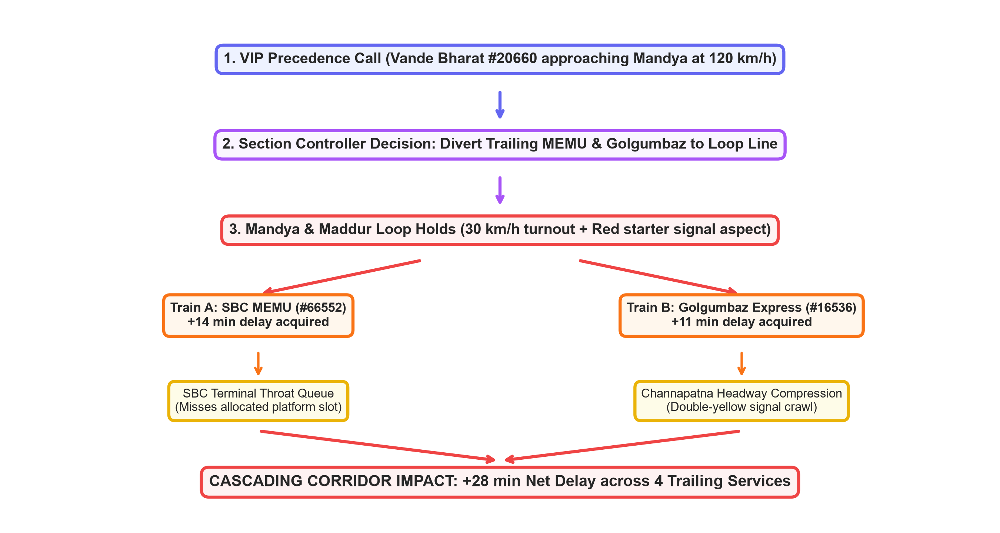 1. VIP Precedence Call (Vande Bharat #20660 approaching Mandya at 120 km/h)
2. Section Controller Decision: Divert Trailing MEMU & Golgumbaz to Loop Line
3. Mandya & Maddur Loop Holds (30 km/h turnout + Red starter signal aspect)
Train A: SBC MEMU (#66552)
+14 min delay acquired
Train B: Golgumbaz Express (#16536)
+11 min delay acquired
SBC Terminal Throat Queue
(Misses allocated platform slot)
Channapatna Headway Compression
(Double-yellow signal crawl)
CASCADING CORRIDOR IMPACT: +28 min Net Delay across 4 Trailing Services